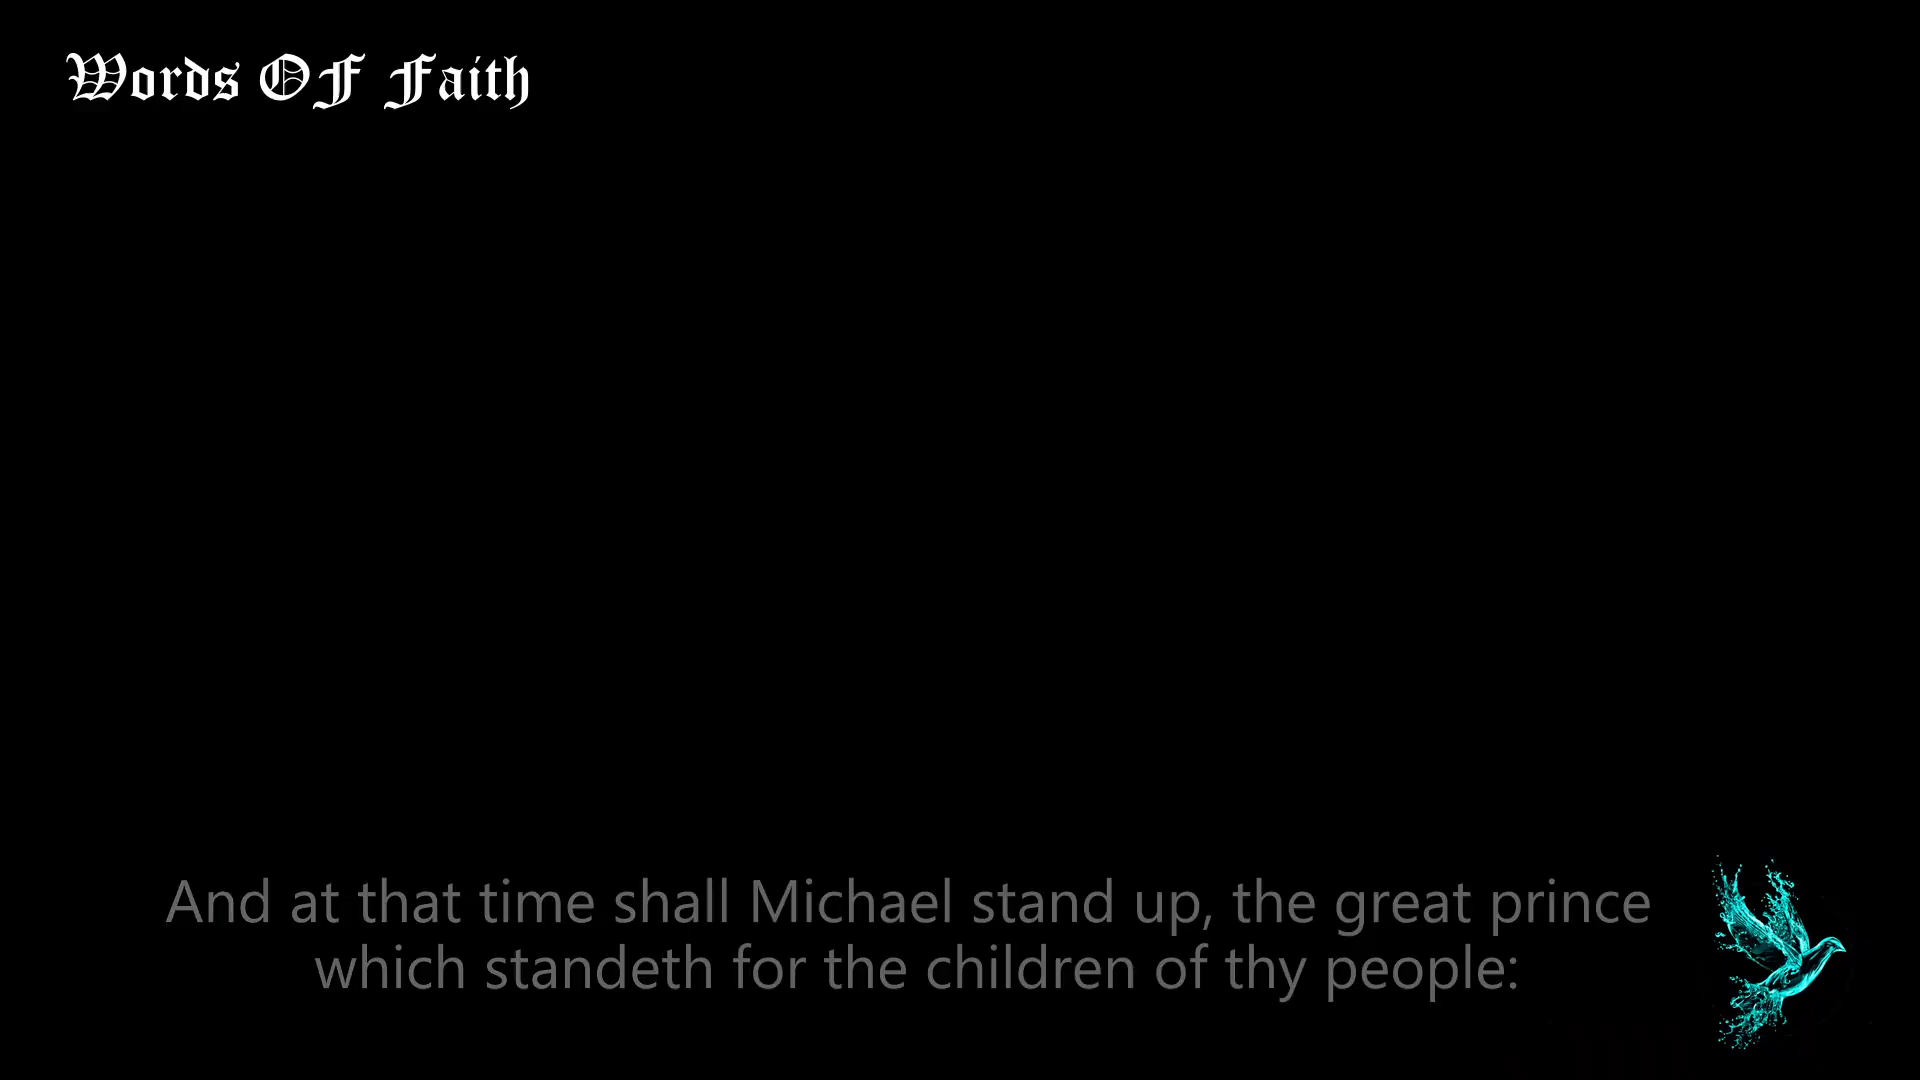 Words OF Faith
And at that time shall Michael stand up, the great prince
which standeth for the children of thy people: